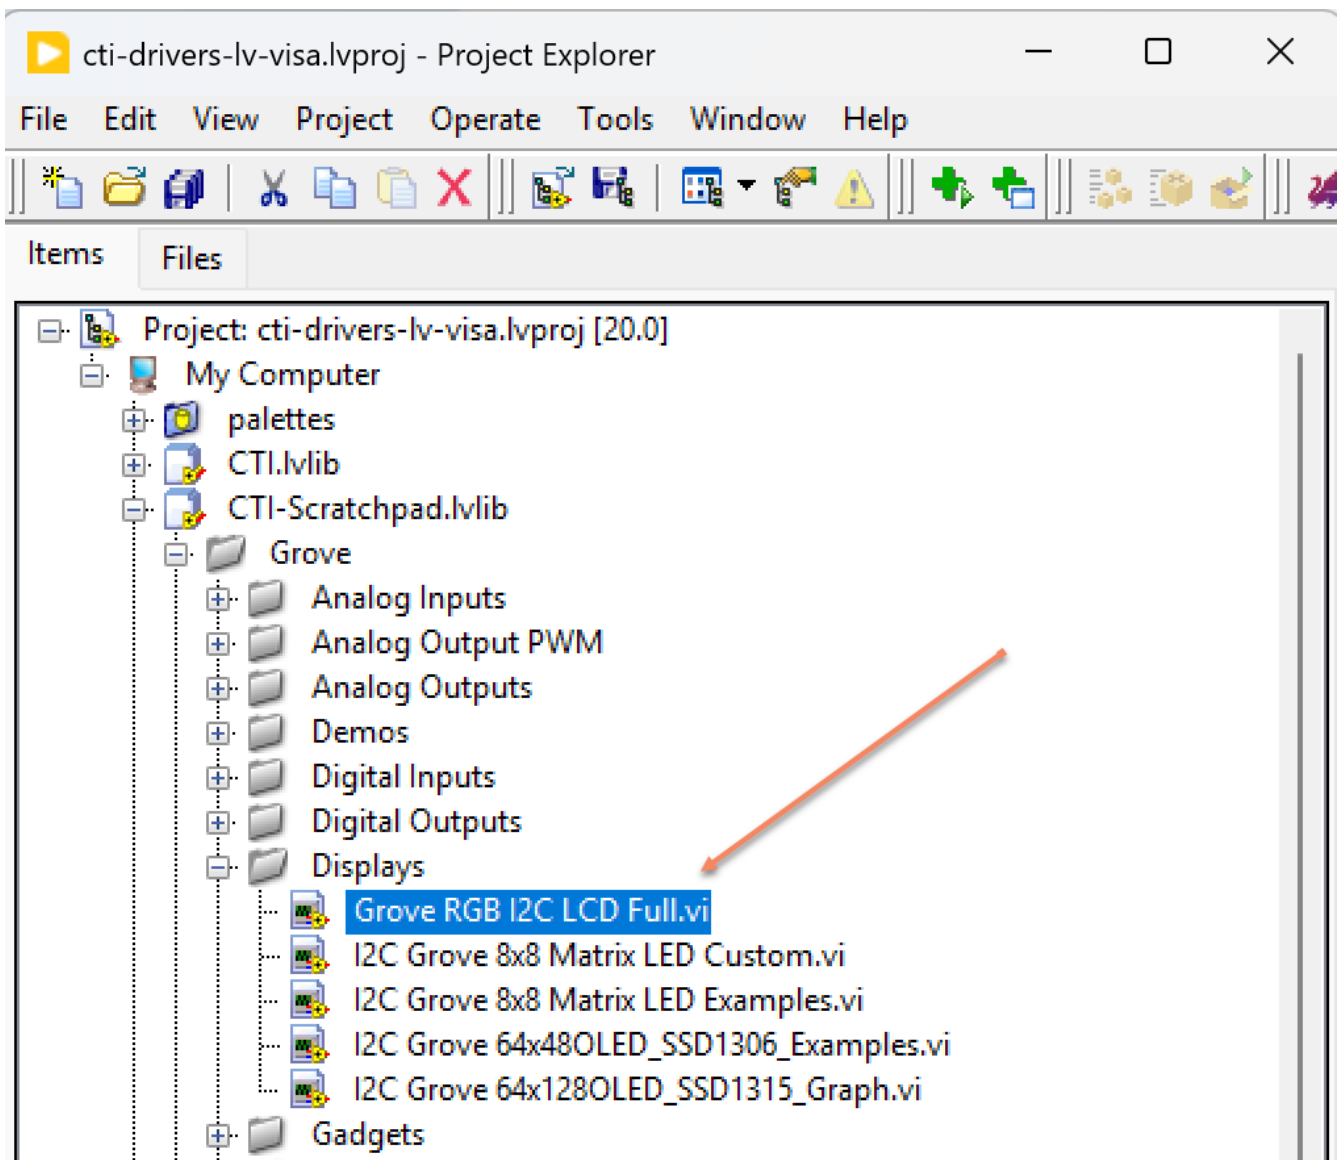 cti-drivers-lv-visa.lvproj - Project Explorer
File Edit View Project Operate Tools Window Help
Items Files
Project: cti-drivers-lv-visa.lvproj [20.0]
My Computer
palettes
CTI.lvlib
CTI-Scratchpad.lvlib
Grove
Analog Inputs
Analog Output PWM
Analog Outputs
Demos
Digital Inputs
Digital Outputs
Displays
Grove RGB I2C LCD Full.vi
I2C Grove 8x8 Matrix LED Custom.vi
I2C Grove 8x8 Matrix LED Examples.vi
I2C Grove 64x48OLED_SSD1306_Examples.vi
I2C Grove 64x128OLED_SSD1315_Graph.vi
Gadgets